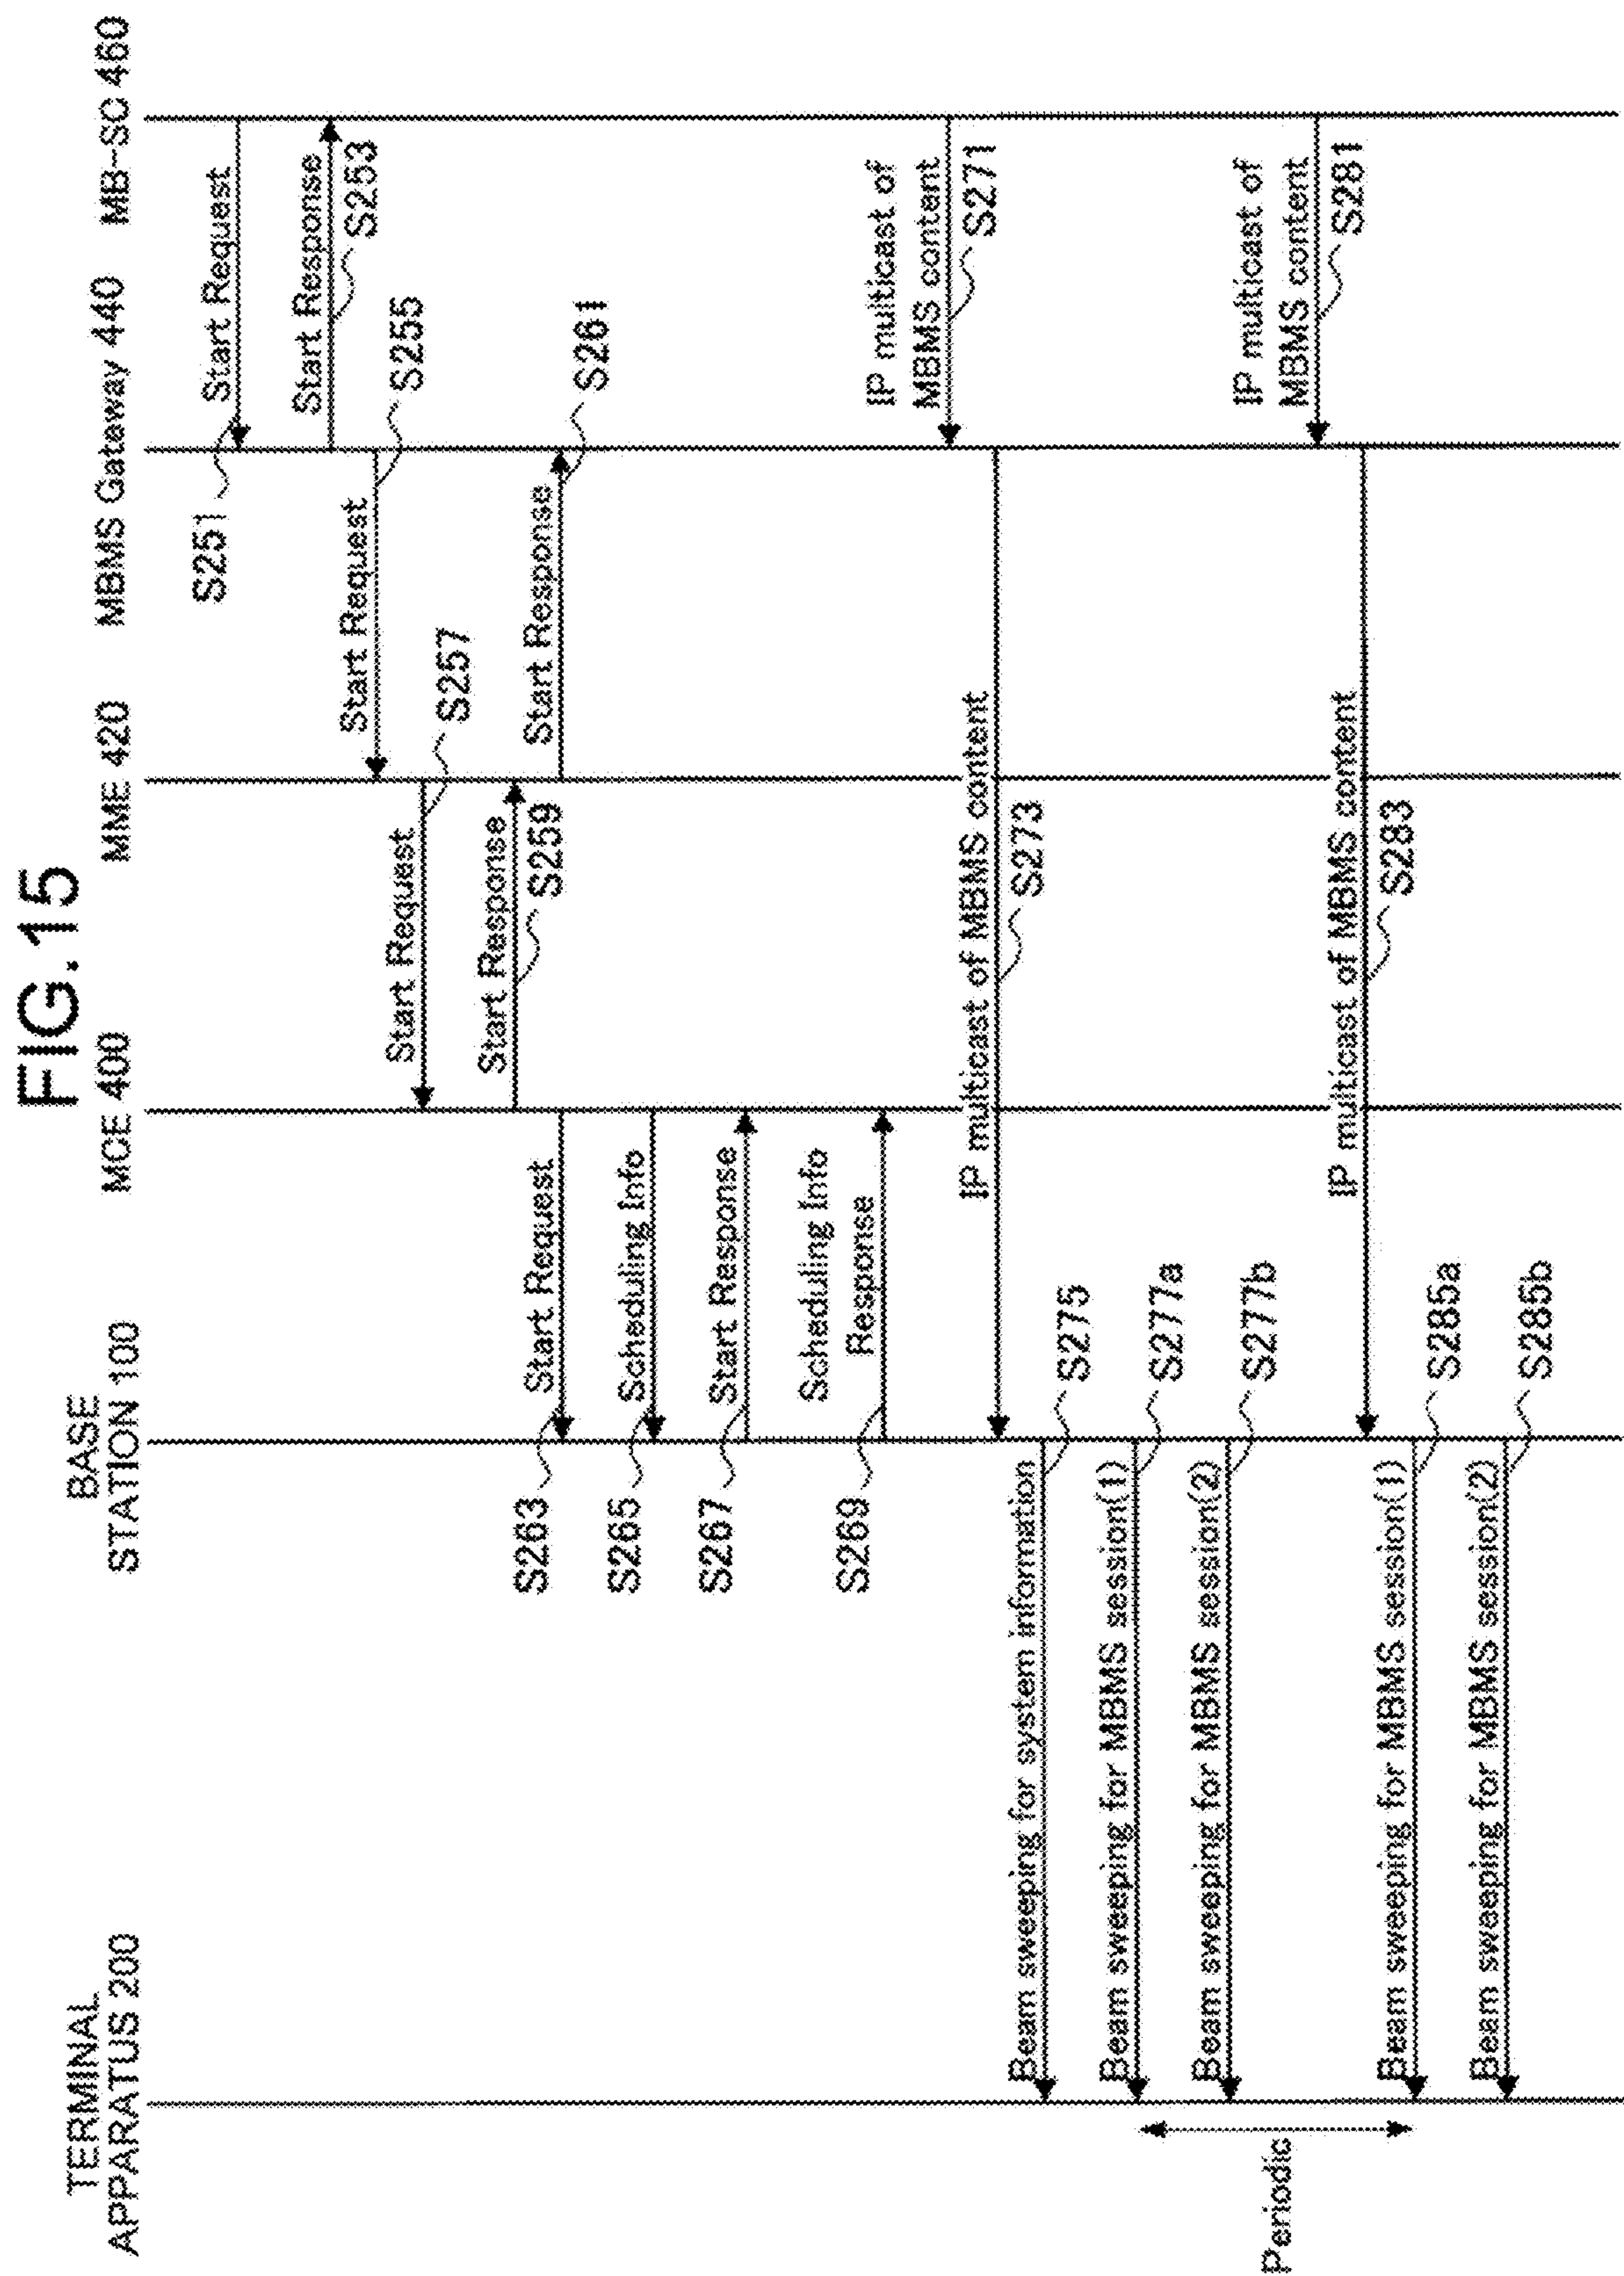 FIG.15
TERMINAL
APPARATUS 200
BASE
STATION 100
MCE 400
MME 420
MBMS Gateway 440
MB-SC 460
S251
Start Request
Start Response
S253
Start Request
S255
Start Request
S257
Start Response
S259
Start Response
S261
S263
Start Request
S265
Scheduling Info
S267
Start Response
S269
Scheduling Info
Response
IP multicast of
MBMS content
S271
IP multicast of MBMS content
S273
Beam sweeping for system information
S275
Beam sweeping for MBMS session(1)
S277a
Beam sweeping for MBMS session(2)
S277b
Periodic
IP multicast of
MBMS content
S281
IP multicast of MBMS content
S283
Beam sweeping for MBMS session(1)
S285a
Beam sweeping for MBMS session(2)
S285b